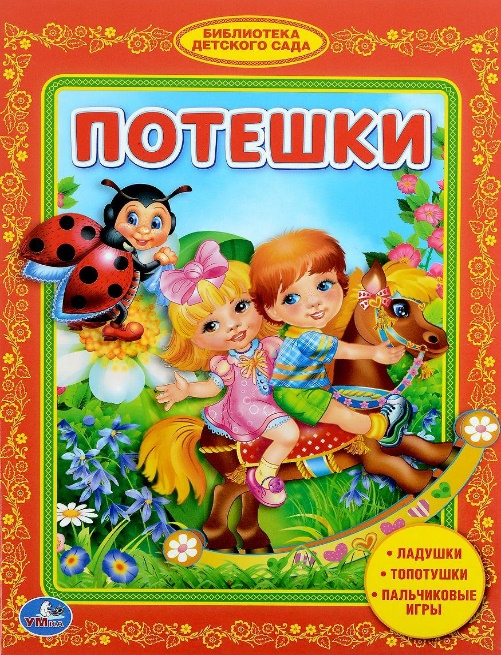 БИБЛИОТЕКА
ДЕТСКОГО САДА
ПОТЕШКИ
• ЛАДУШКИ
• ТОПОТУШКИ
• ПАЛЬЧИКОВЫЕ
ИГРЫ
УМка